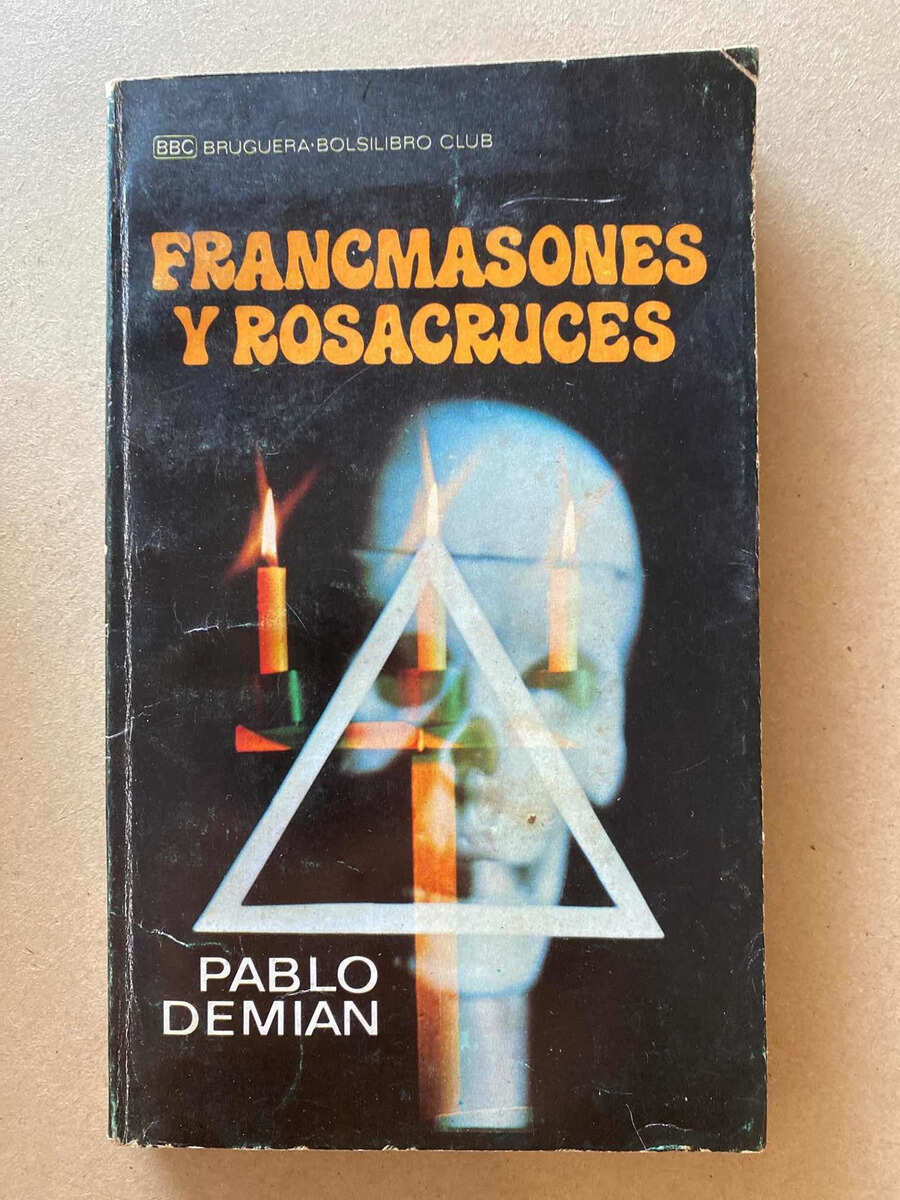 BBC BRUGUERA·BOLSILIBRO CLUB
FRANCMASONES
Y ROSACRUCES
PABLO
DEMIAN